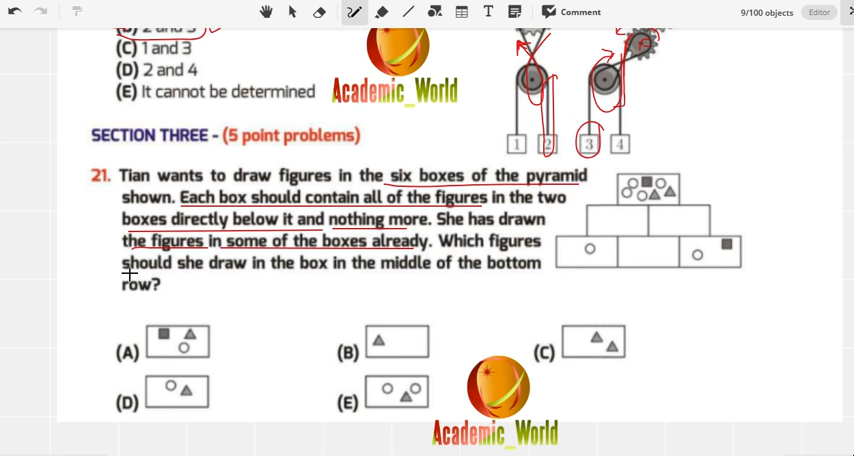 Comment
9/100 objects
Editor
(B) 2 and 3
(C) 1 and 3
(D) 2 and 4
(E) It cannot be determined
Academic_World
1 2 3 4
SECTION THREE - (5 point problems)
21. Tian wants to draw figures in the six boxes of the pyramid
shown. Each box should contain all of the figures in the two
boxes directly below it and nothing more. She has drawn
the figures in some of the boxes already. Which figures
should she draw in the box in the middle of the bottom
row?
(A)
(B)
(C)
(D)
(E)
Academic_World